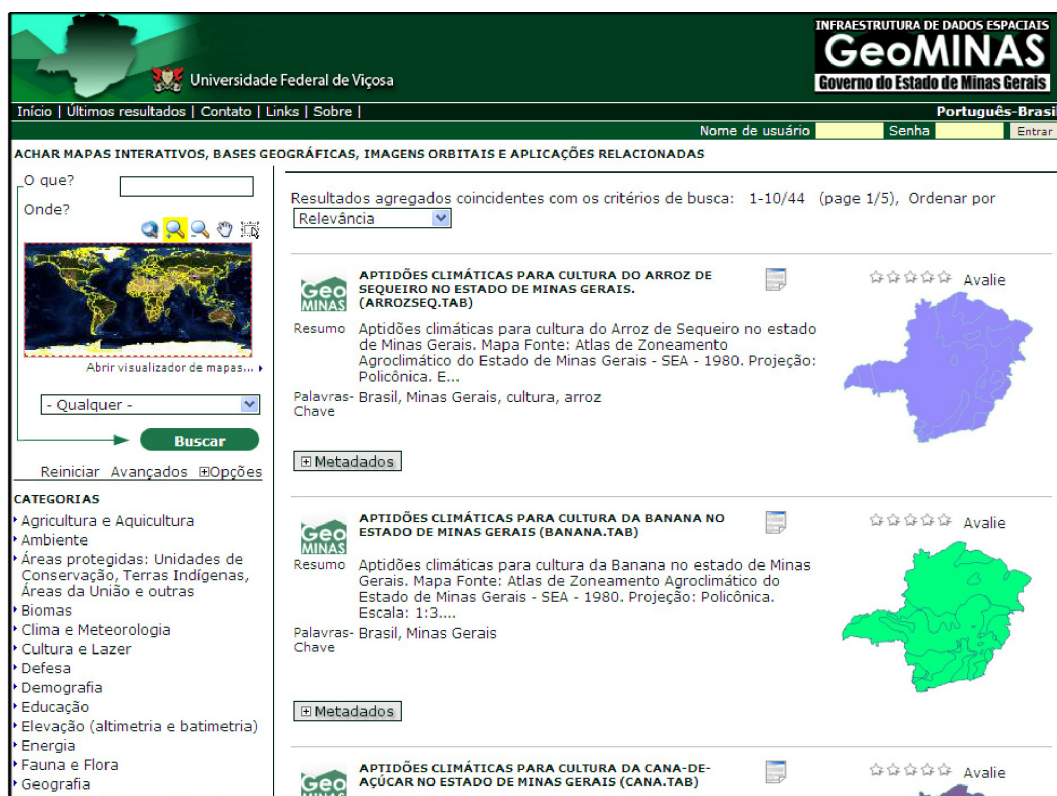 INFRAESTRUTURA DE DADOS ESPACIAIS
GeoMINAS
Governo do Estado de Minas Gerais
Universidade Federal de Viçosa
Início | Últimos resultados | Contato | Links | Sobre |
Português-Brasil
Nome de usuário
Senha
Entrar
ACHAR MAPAS INTERATIVOS, BASES GEOGRÁFICAS, IMAGENS ORBITAIS E APLICAÇÕES RELACIONADAS
O que?
Onde?
Abrir visualizador de mapas...
- Qualquer -
Buscar
Reiniciar Avançados Opções
CATEGORIAS
Agricultura e Aquicultura
Ambiente
Áreas protegidas: Unidades de
Conservação, Terras Indígenas,
Áreas da União e outras
Biomas
Clima e Meteorologia
Cultura e Lazer
Defesa
Demografia
Educação
Elevação (altimetria e batimetria)
Energia
Fauna e Flora
Geografia
Resultados agregados coincidentes com os critérios de busca: 1-10/44 (page 1/5), Ordenar por
Relevância
Geo
MINAS
APTIDÕES CLIMÁTICAS PARA CULTURA DO ARROZ DE
SEQUEIRO NO ESTADO DE MINAS GERAIS.
(ARROZSEQ.TAB)
Avalie
Resumo Aptidões climáticas para cultura do Arroz de Sequeiro no estado
de Minas Gerais. Mapa Fonte: Atlas de Zoneamento
Agroclimático do Estado de Minas Gerais - SEA - 1980. Projeção:
Policônica. E...
Palavras- Brasil, Minas Gerais, cultura, arroz
Chave
Metadados
Geo
MINAS
APTIDÕES CLIMÁTICAS PARA CULTURA DA BANANA NO
ESTADO DE MINAS GERAIS (BANANA.TAB)
Avalie
Resumo Aptidões climáticas para cultura da Banana no estado de Minas
Gerais. Mapa Fonte: Atlas de Zoneamento Agroclimático do
Estado de Minas Gerais - SEA - 1980. Projeção: Policônica.
Escala: 1:3....
Palavras- Brasil, Minas Gerais
Chave
Metadados
Geo
MINAS
APTIDÕES CLIMÁTICAS PARA CULTURA DA CANA-DE-
AÇÚCAR NO ESTADO DE MINAS GERAIS (CANA.TAB)
Avalie